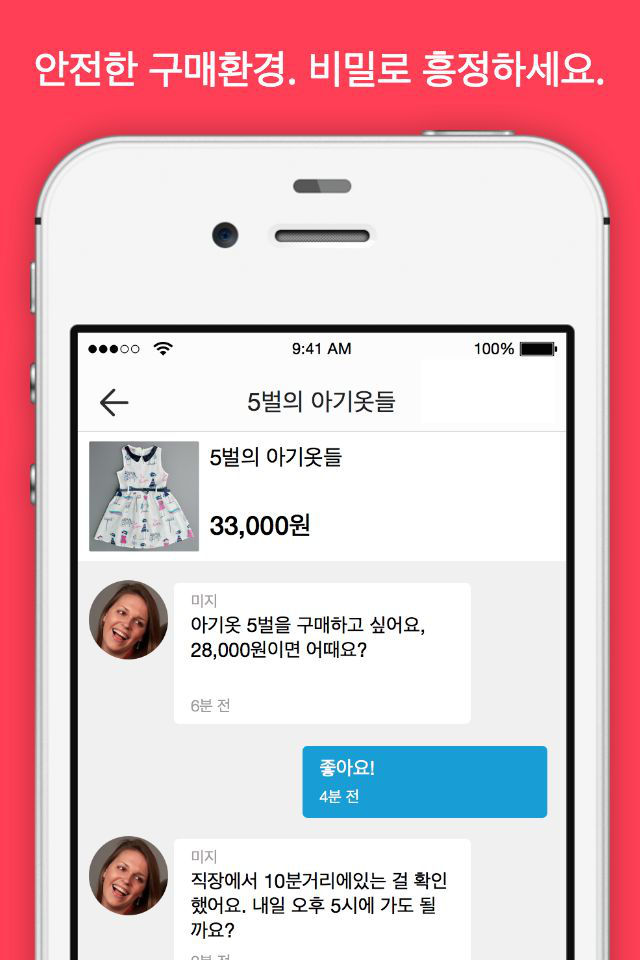 안전한 구매환경. 비밀로 흥정하세요.
9:41 AM
100%
5벌의 아기옷들
5벌의 아기옷들
33,000원
미지
아기옷 5벌을 구매하고 싶어요,
28,000원이면 어때요?
6분 전
좋아요!
4분 전
미지
직장에서 10분거리에있는 걸 확인
했어요. 내일 오후 5시에 가도 될
까요?